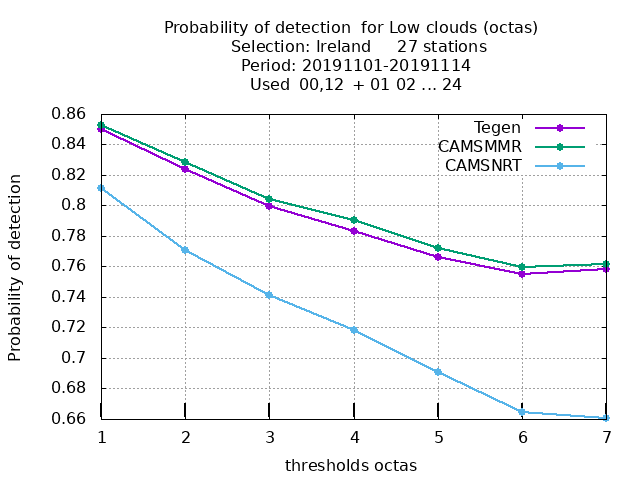 Probability of detection  for Low clouds (octas)
Selection: Ireland     27 stations
Period: 20191101-20191114
Used  00,12  + 01 02 ... 24
0.86
0.84
0.82
0.8
0.78
0.76
0.74
0.72
0.7
0.68
0.66
Probability of detection
Tegen
CAMSMMR
CAMSNRT
1 2 3 4 5 6 7
thresholds octas